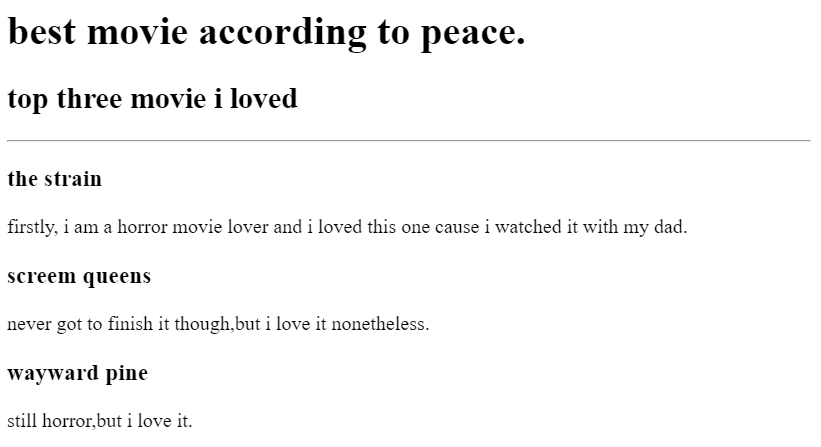 best movie according to peace.
top three movie i loved
the strain
firstly, i am a horror movie lover and i loved this one cause i watched it with my dad.
screem queens
never got to finish it though,but i love it nonetheless.
wayward pine
still horror,but i love it.